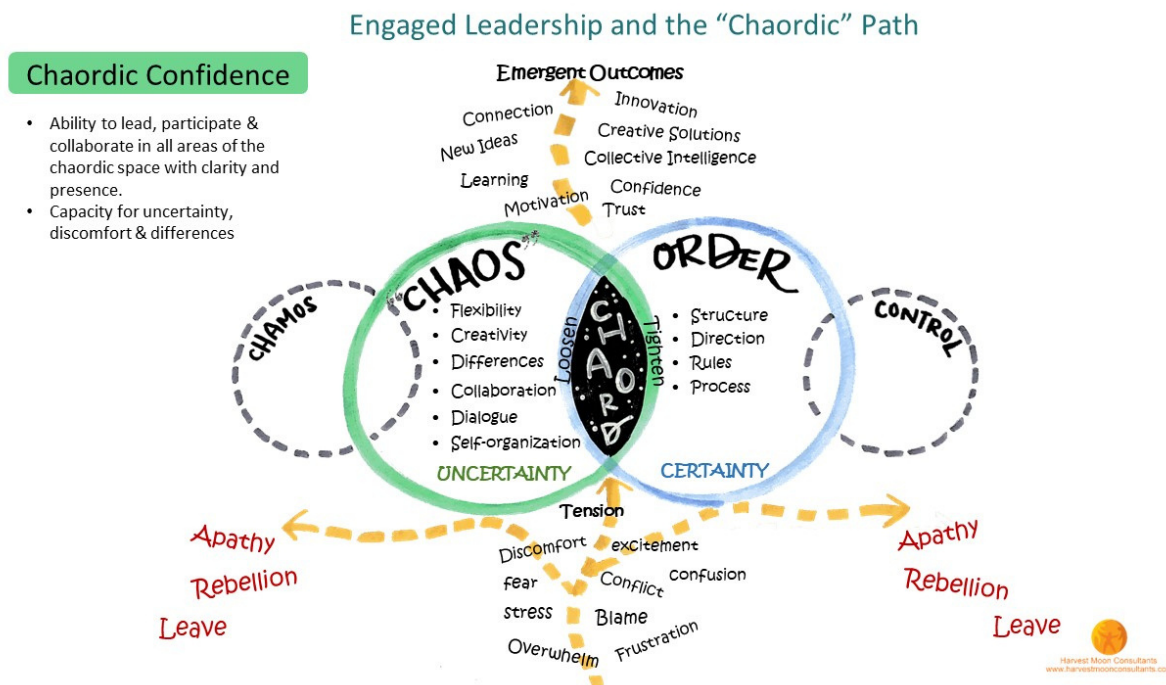 Engaged Leadership and the “Chaordic” Path
Chaordic Confidence
• Ability to lead, participate &
collaborate in all areas of the
chaordic space with clarity and
presence.
• Capacity for uncertainty,
discomfort & differences
Emergent Outcomes
Connection
Innovation
New Ideas
Creative Solutions
Collective Intelligence
Learning
Confidence
Motivation
Trust
CHAMOS
“CHAOS”
• Flexibility
• Creativity
• Differences
• Collaboration
• Dialogue
• Self-organization
UNCERTAINTY
Loosen
CHAORD
Tighten
ORDER
• Structure
• Direction
• Rules
• Process
CERTAINTY
CONTROL
Tension
Discomfort
excitement
fear
Conflict
confusion
stress
Blame
Overwhelm
Frustration
Apathy
Rebellion
Leave
Apathy
Rebellion
Leave
Harvest Moon Consultants
www.harvestmoonconsultants.co